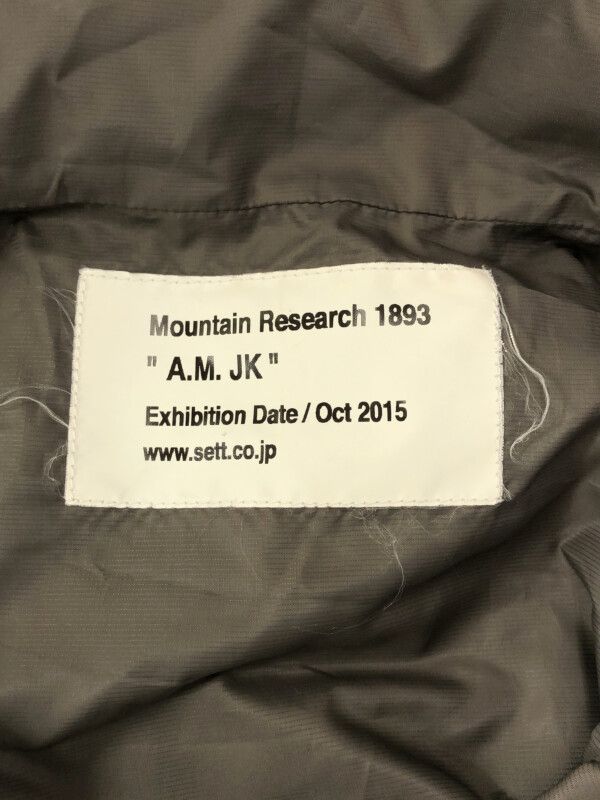 Mountain Research 1893
" A.M. JK "
Exhibition Date / Oct 2015
www.sett.co.jp